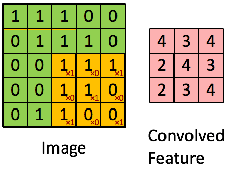 1 1 1 0 0
0 1 1 1 0
0 0 1×1 1×0 1×1
0 0 1×0 1×1 0×0
0 1 1×1 0×0 0×1
Image
4 3 4
2 4 3
2 3 4
Convolved
Feature